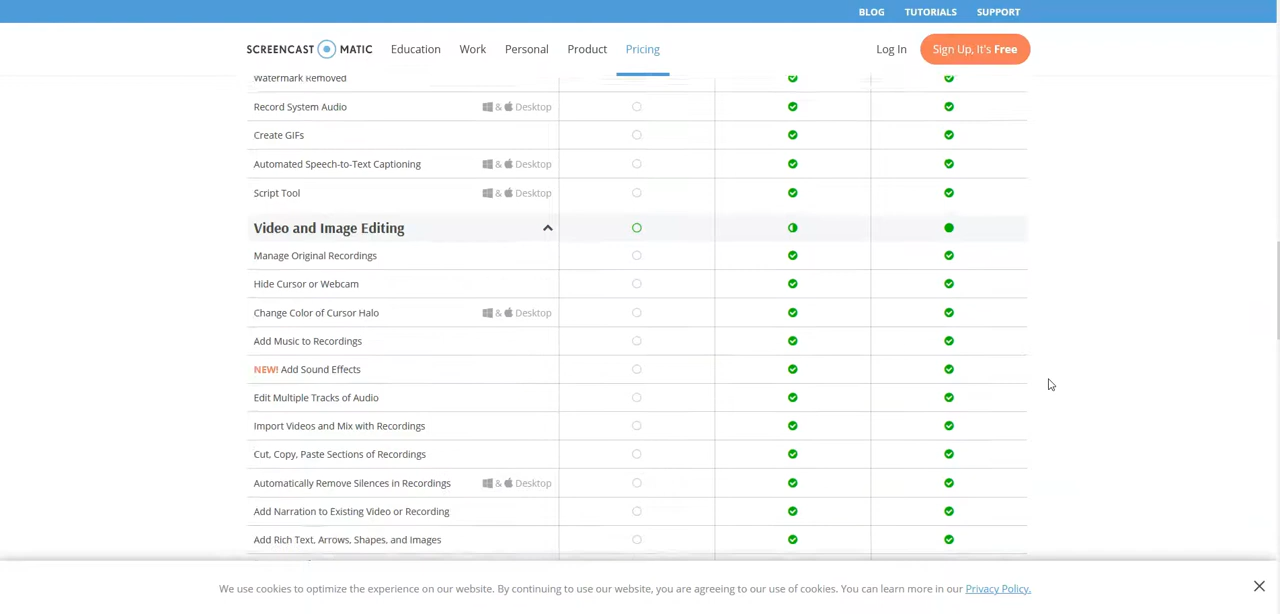 BLOG TUTORIALS SUPPORT
SCREENCAST MATIC Education Work Personal Product Pricing Log In Sign Up, It's Free
Watermark Removed
Record System Audio & Desktop
Create GIFs
Automated Speech-to-Text Captioning & Desktop
Script Tool & Desktop
Video and Image Editing
Manage Original Recordings
Hide Cursor or Webcam
Change Color of Cursor Halo & Desktop
Add Music to Recordings
NEW! Add Sound Effects
Edit Multiple Tracks of Audio
Import Videos and Mix with Recordings
Cut, Copy, Paste Sections of Recordings
Automatically Remove Silences in Recordings & Desktop
Add Narration to Existing Video or Recording
Add Rich Text, Arrows, Shapes, and Images
We use cookies to optimize the experience on our website. By continuing to use our website, you are agreeing to our use of cookies. You can learn more in our Privacy Policy.